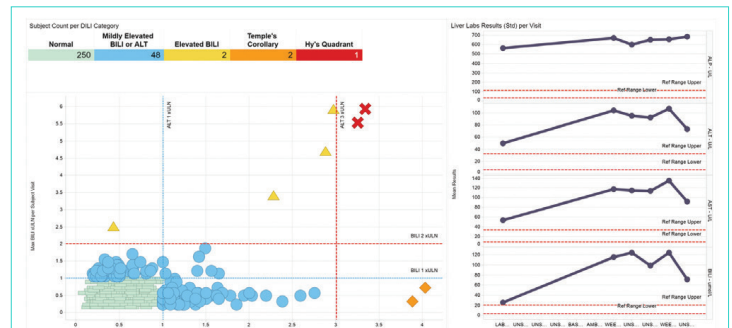 Subject Count per DILI Category
Normal
Mildly Elevated
BILI or ALT
Elevated BILI
Temple's
Corollary
Hy's Quadrant
250
48
2
2
1
Max BILI xULN per Subject Visit
6
5.5
5
4.5
4
3.5
3
2.5
2
1.5
1
0.5
0
ALT 1 xULN
ALT 3 xULN
BILI 2 xULN
BILI 1 xULN
0
0.5
1
1.5
2
2.5
3
3.5
4
Liver Labs Results (Std) per Visit
Mean Results
700
600
500
400
300
200
100
0
Ref Range Upper
Ref Range Lower
ALP - U/L
100
80
60
40
20
0
Ref Range Upper
Ref Range Lower
ALT - U/L
140
120
100
80
60
40
20
0
Ref Range Upper
Ref Range Lower
AST - U/L
120
100
80
60
40
20
0
Ref Range Upper
Ref Range Lower
BILI - umol/L
LAB... UNS... UNS... UNS... BAS... AMB... WEE... UNS... UNS... WEE... UNS...